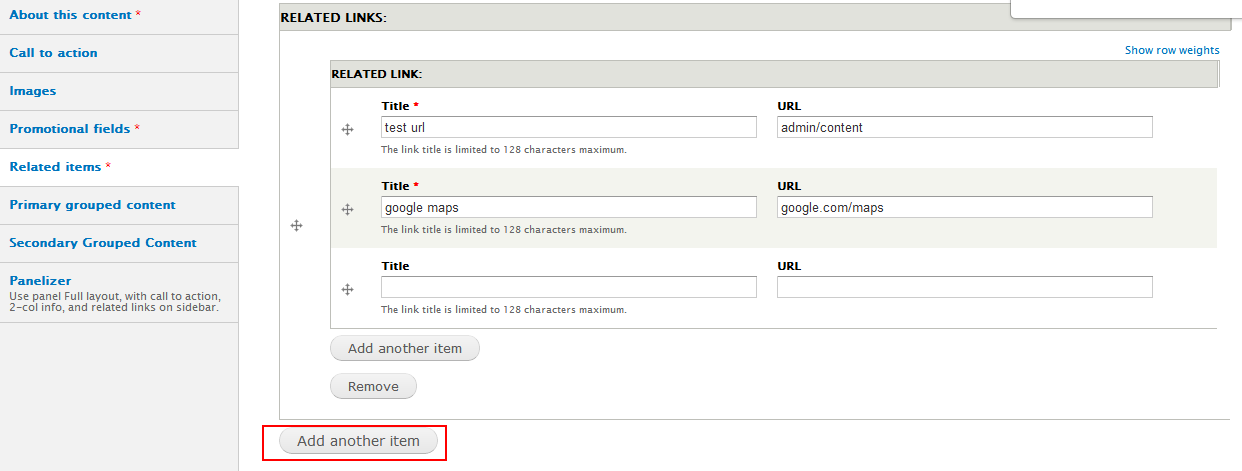 About this content *
Call to action
Images
Promotional fields *
Related items *
Primary grouped content
Secondary Grouped Content
Panelizer
Use panel Full layout, with call to action,
2-col info, and related links on sidebar.
RELATED LINKS:
Show row weights
RELATED LINK:
Title * URL
test url admin/content
The link title is limited to 128 characters maximum.
Title * URL
google maps google.com/maps
The link title is limited to 128 characters maximum.
Title URL
The link title is limited to 128 characters maximum.
Add another item
Remove
Add another item